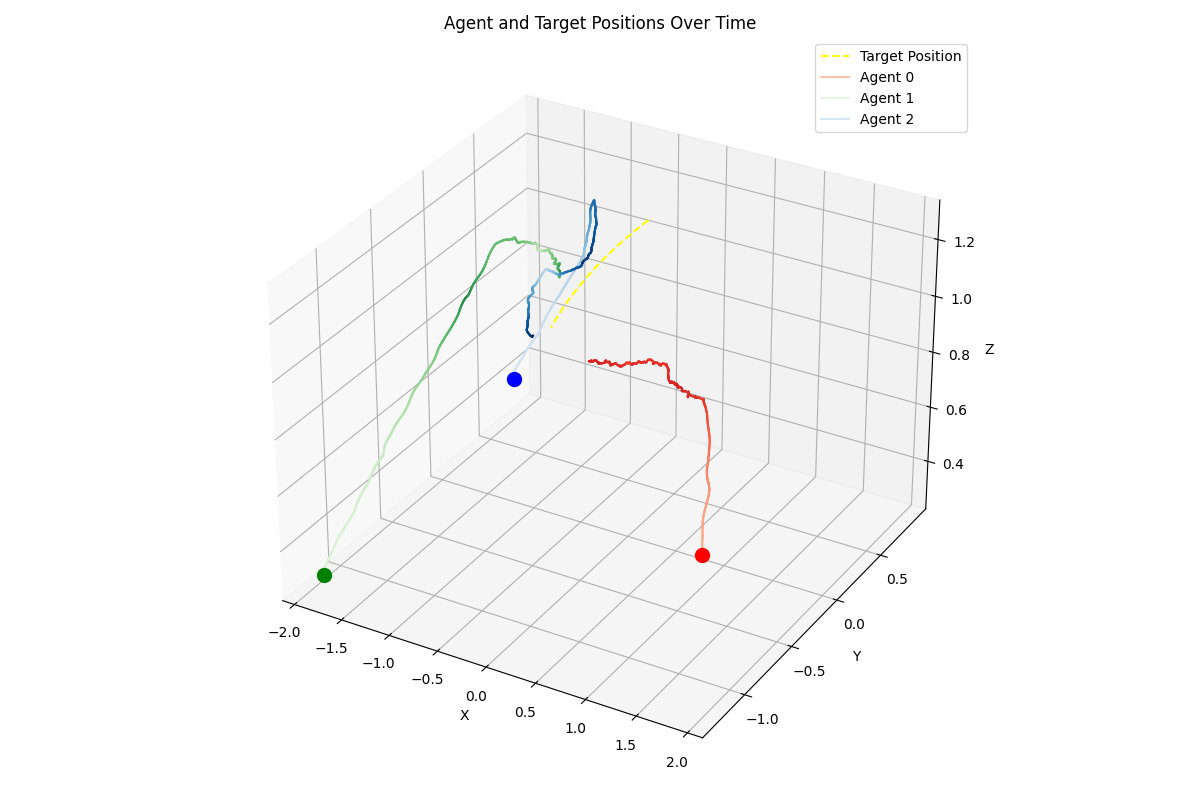 Agent and Target Positions Over Time
Target Position
Agent 0
Agent 1
Agent 2
1.2
1.0
Z
0.8
0.6
0.4
0.5
0.0
Y
−0.5
−1.0
−2.0
−1.5
−1.0
−0.5
0.0
X
0.5
1.0
1.5
2.0